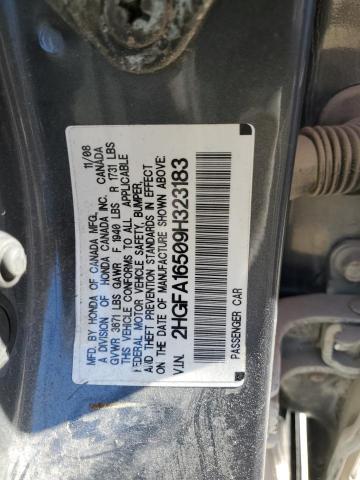 MFD. BY HONDA OF CANADA MFG. 11/08
A DIVISION OF HONDA CANADA INC. CANADA
GVWR 3671 LBS GAWR F 1940 LBS R 1731 LBS
THIS VEHICLE CONFORMS TO ALL APPLICABLE
FEDERAL MOTOR VEHICLE SAFETY, BUMPER,
AND THEFT PREVENTION STANDARDS IN EFFECT
ON THE DATE OF MANUFACTURE SHOWN ABOVE.
V.I.N. 2HGFA16509H323183
PASSENGER CAR